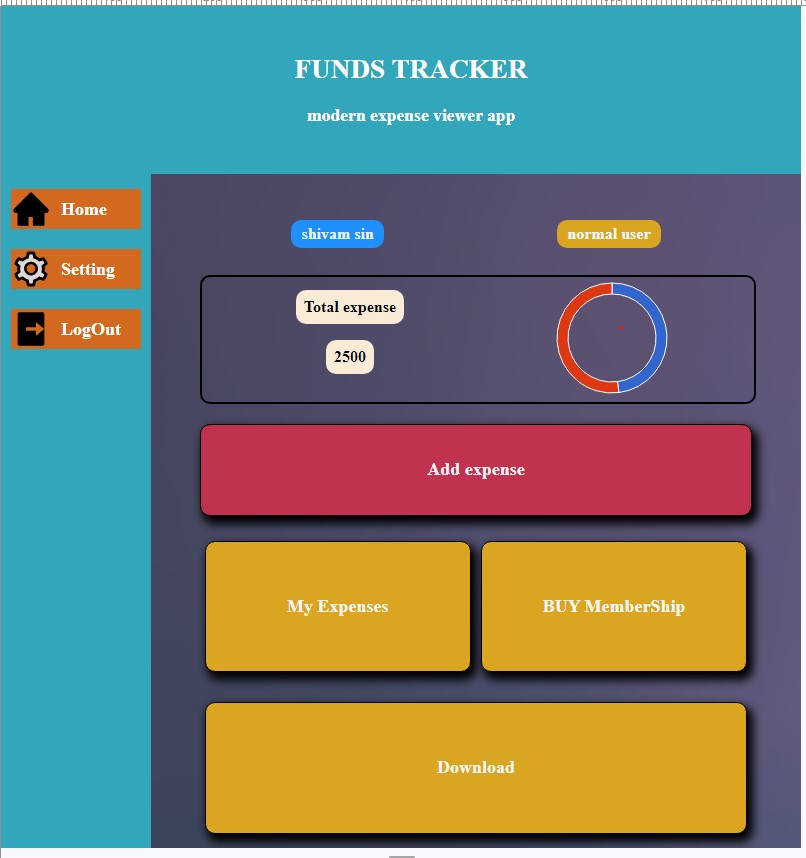 FUNDS TRACKER
modern expense viewer app
Home
Setting
LogOut
shivam sin
normal user
Total expense
2500
Add expense
My Expenses
BUY MemberShip
Download